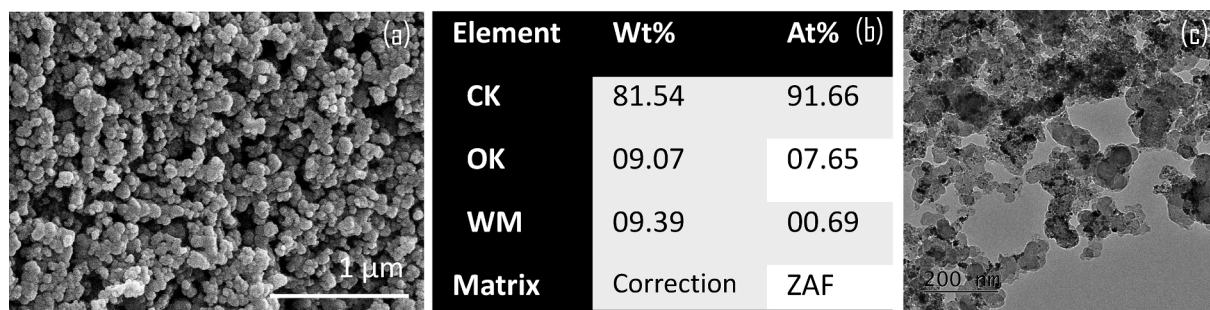 (a)
1 µm
Element Wt% At% (b)
CK 81.54 91.66
OK 09.07 07.65
WM 09.39 00.69
Matrix Correction ZAF
(c)
200 nm